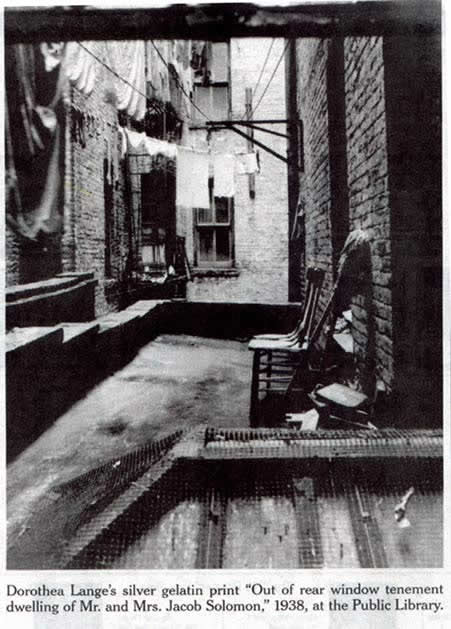 Dorothea Lange's silver gelatin print "Out of rear window tenement
dwelling of Mr. and Mrs. Jacob Solomon," 1938, at the Public Library.